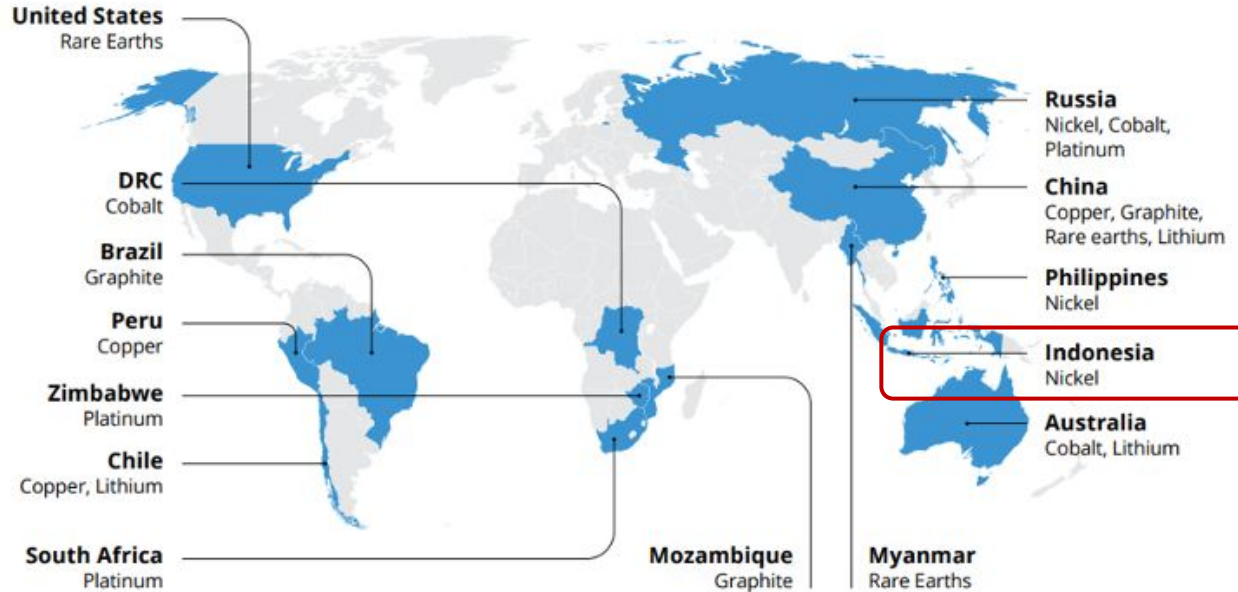 United States
Rare Earths
DRC
Cobalt
Brazil
Graphite
Peru
Copper
Zimbabwe
Platinum
Chile
Copper, Lithium
South Africa
Platinum
Mozambique
Graphite
Myanmar
Rare Earths
Russia
Nickel, Cobalt,
Platinum
China
Copper, Graphite,
Rare earths, Lithium
Philippines
Nickel
Indonesia
Nickel
Australia
Cobalt, Lithium